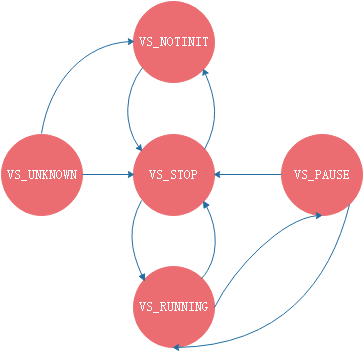 VS_NOTINIT
VS_UNKNOWN
VS_STOP
VS_PAUSE
VS_RUNNING